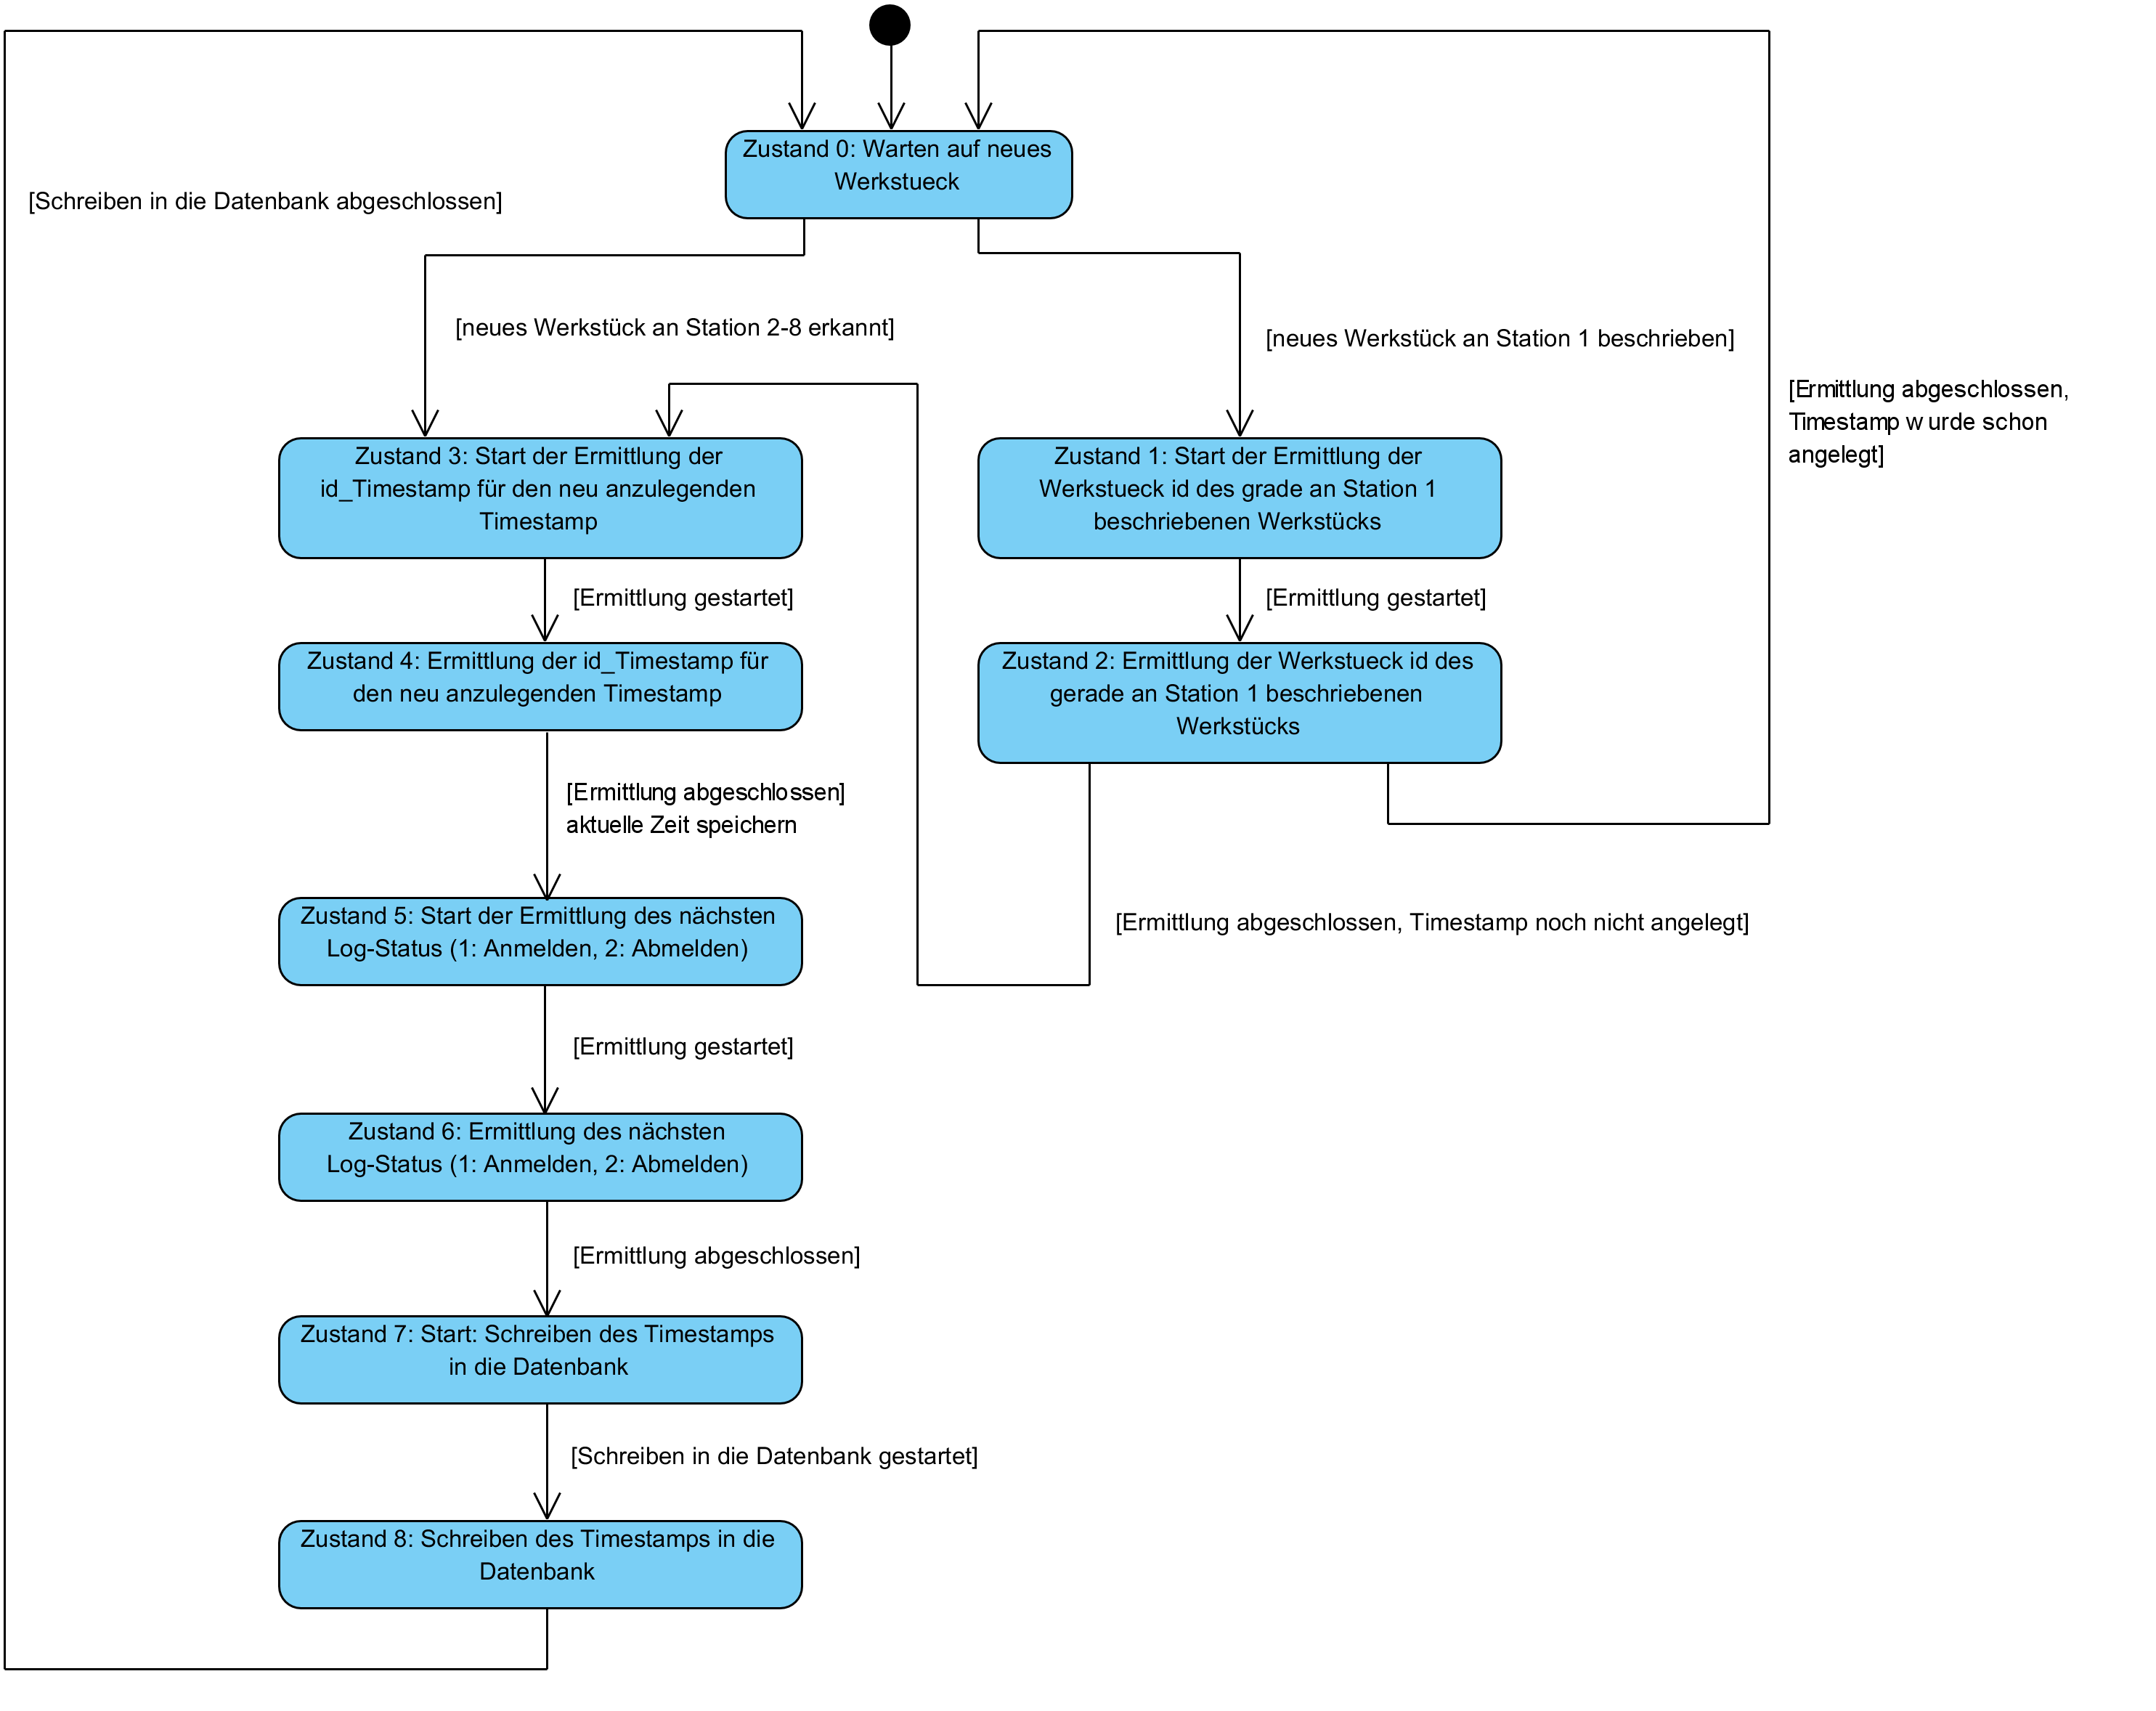 Zustand 0: Warten auf neues
Werkstueck
[Schreiben in die Datenbank abgeschlossen]
[neues Werkstück an Station 2-8 erkannt]
[neues Werkstück an Station 1 beschrieben]
[Ermittlung abgeschlossen,
Timestamp wurde schon
angelegt]
Zustand 3: Start der Ermittlung der
id_Timestamp für den neu anzulegenden
Timestamp
Zustand 1: Start der Ermittlung der
Werkstueck id des grade an Station 1
beschriebenen Werkstücks
[Ermittlung gestartet]
[Ermittlung gestartet]
Zustand 4: Ermittlung der id_Timestamp für
den neu anzulegenden Timestamp
Zustand 2: Ermittlung der Werkstueck id des
gerade an Station 1 beschriebenen
Werkstücks
[Ermittlung abgeschlossen]
aktuelle Zeit speichern
Zustand 5: Start der Ermittlung des nächsten
Log-Status (1: Anmelden, 2: Abmelden)
[Ermittlung abgeschlossen, Timestamp noch nicht angelegt]
[Ermittlung gestartet]
Zustand 6: Ermittlung des nächsten
Log-Status (1: Anmelden, 2: Abmelden)
[Ermittlung abgeschlossen]
Zustand 7: Start: Schreiben des Timestamps
in die Datenbank
[Schreiben in die Datenbank gestartet]
Zustand 8: Schreiben des Timestamps in die
Datenbank